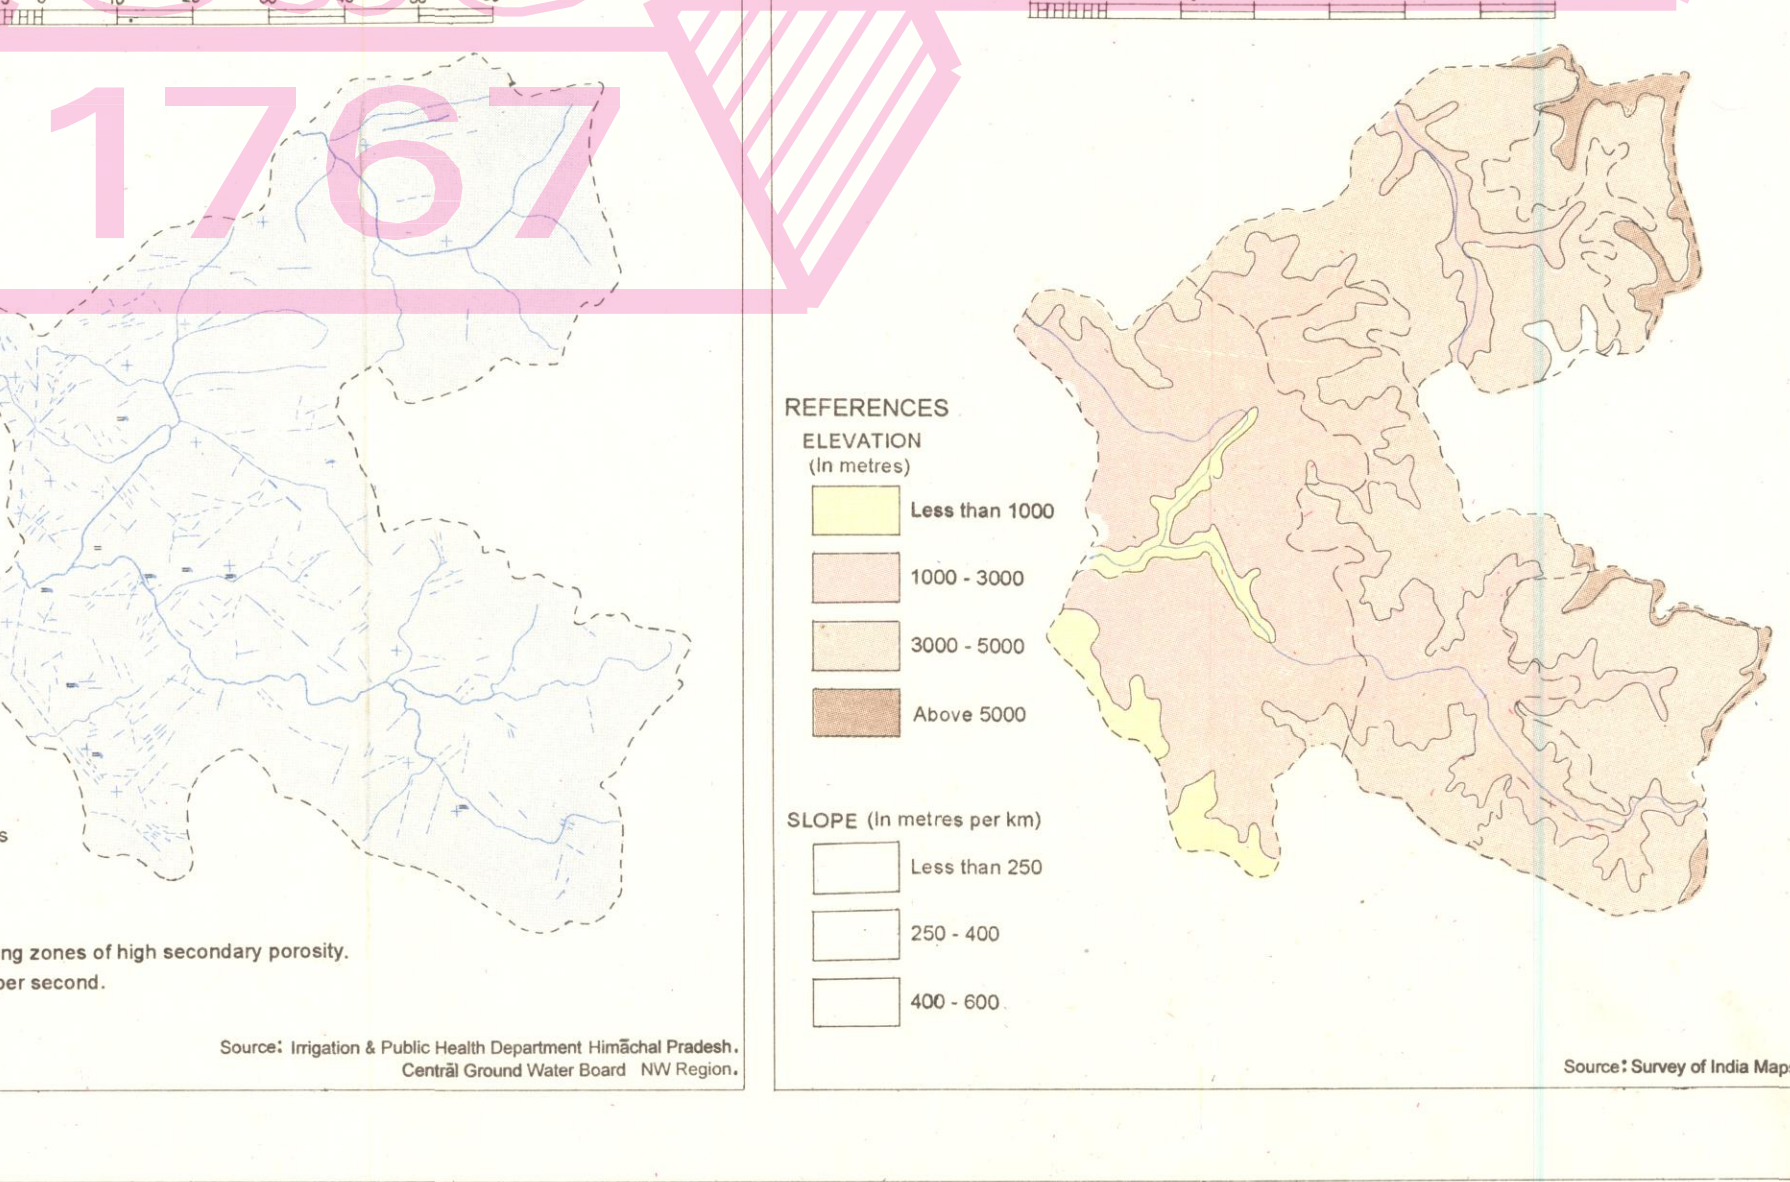 1767
s
ng zones of high secondary porosity.
per second.
Source: Irrigation & Public Health Department Himāchal Pradesh.
Centrāl Ground Water Board NW Region.
REFERENCES
ELEVATION
(In metres)
Less than 1000
1000 - 3000
3000 - 5000
Above 5000
SLOPE (In metres per km)
Less than 250
250 - 400
400 - 600
Source: Survey of India Maps